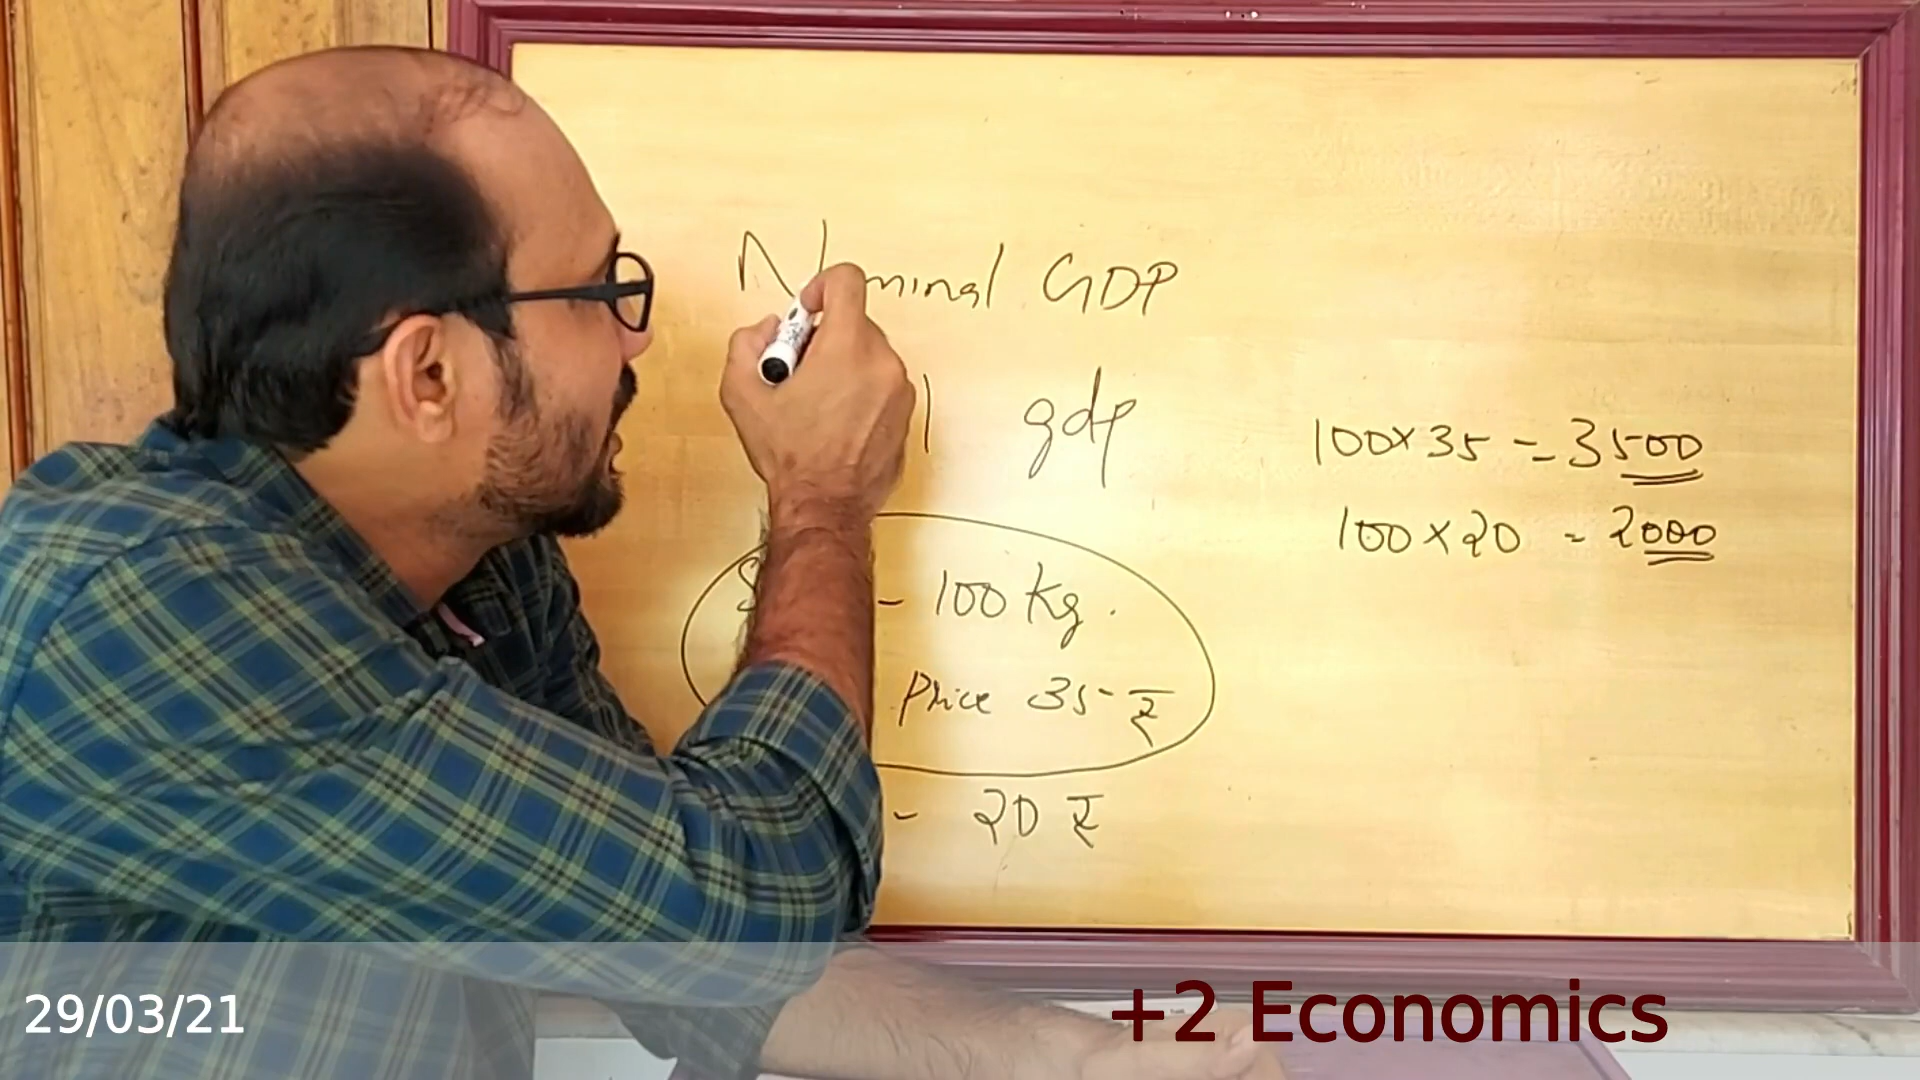 Nominal GDP
gdp
100 × 35 = 3500
100 × 20 = 2000
- 100 Kg.
Price 35 - ₹
- 20 ₹
29/03/21
+2 Economics